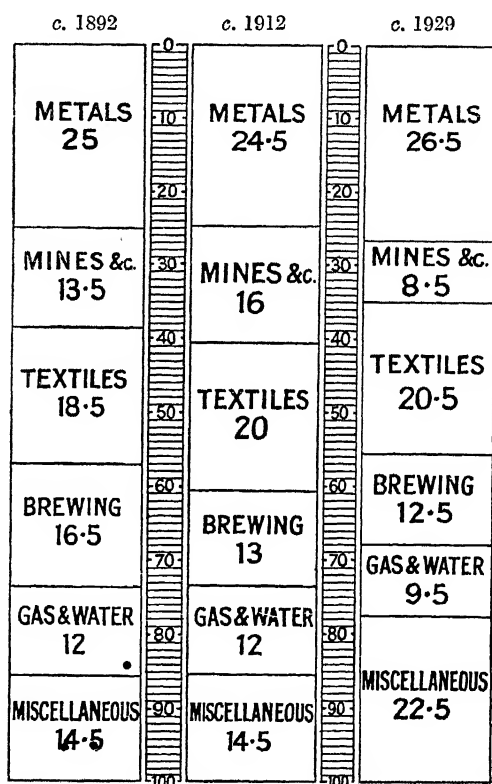 c. 1892
METALS
25
MINES &c.
13·5
TEXTILES
18·5
BREWING
16·5
GAS & WATER
12
MISCELLANEOUS
14·5
0
10
20
30
40
50
60
70
80
90
100
c. 1912
METALS
24·5
MINES &c.
16
TEXTILES
20
BREWING
13
GAS & WATER
12
MISCELLANEOUS
14·5
0
10
20
30
40
50
60
70
80
90
100
c. 1929
METALS
26·5
MINES &c.
8·5
TEXTILES
20·5
BREWING
12·5
GAS & WATER
9·5
MISCELLANEOUS
22·5